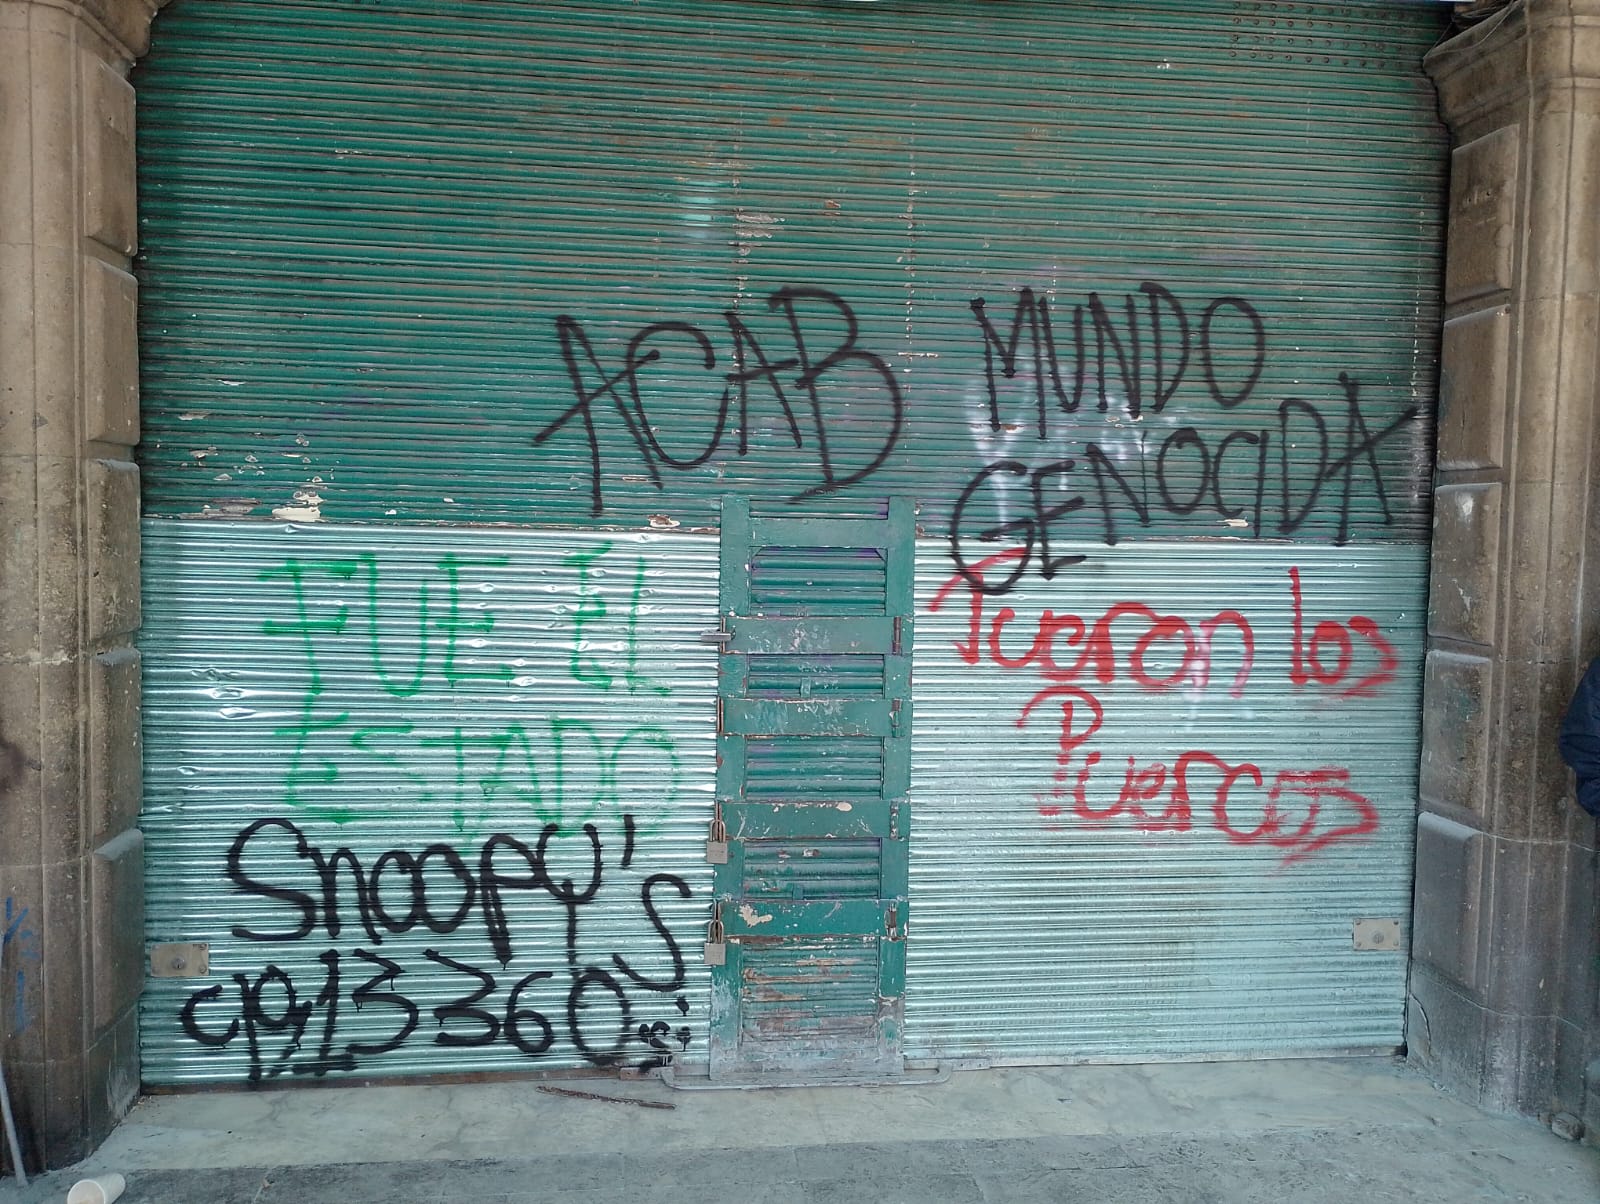 ACAB
MUNDO
GENOCIDA
FUE EL
ESTADO
Fueron los
Puercos
Snoopy's
CP,13360